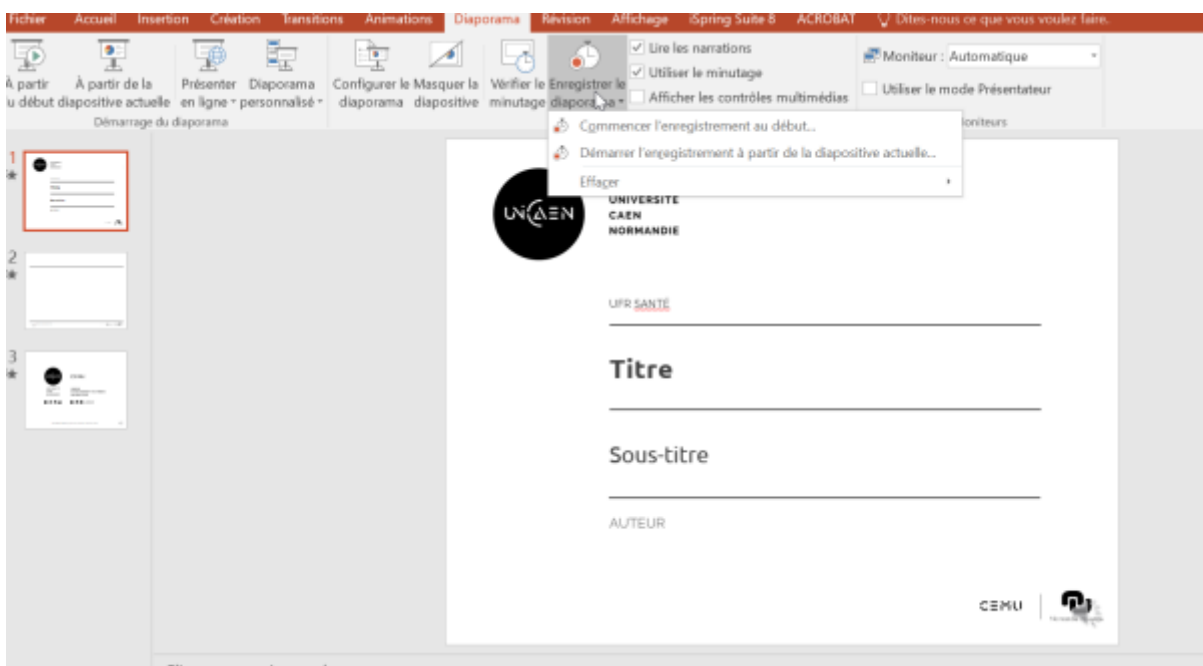 Fichier Accueil Insertion Création Transitions Animations Diaporama Révision Affichage iSpring Suite 8 ACROBAT Dites-nous ce que vous voulez faire.
À partir À partir de la Présenter Diaporama Configurer le Masquer la Vérifier le Enregistrer le
u début diapositive actuelle en ligne personnalisé diaporama diapositive minutage diaporama
Démarrage du diaporama
Lire les narrations
Utiliser le minutage
Afficher les contrôles multimédias
Moniteur : Automatique
Utiliser le mode Présentateur
oniteurs
Commencer l'enregistrement au début...
Démarrer l'enregistrement à partir de la diapositive actuelle...
Effacer
1
2
3
UNICAEN
UNIVERSITÉ
CAEN
NORMANDIE
UFR SANTÉ
Titre
Sous-titre
AUTEUR
CEMU